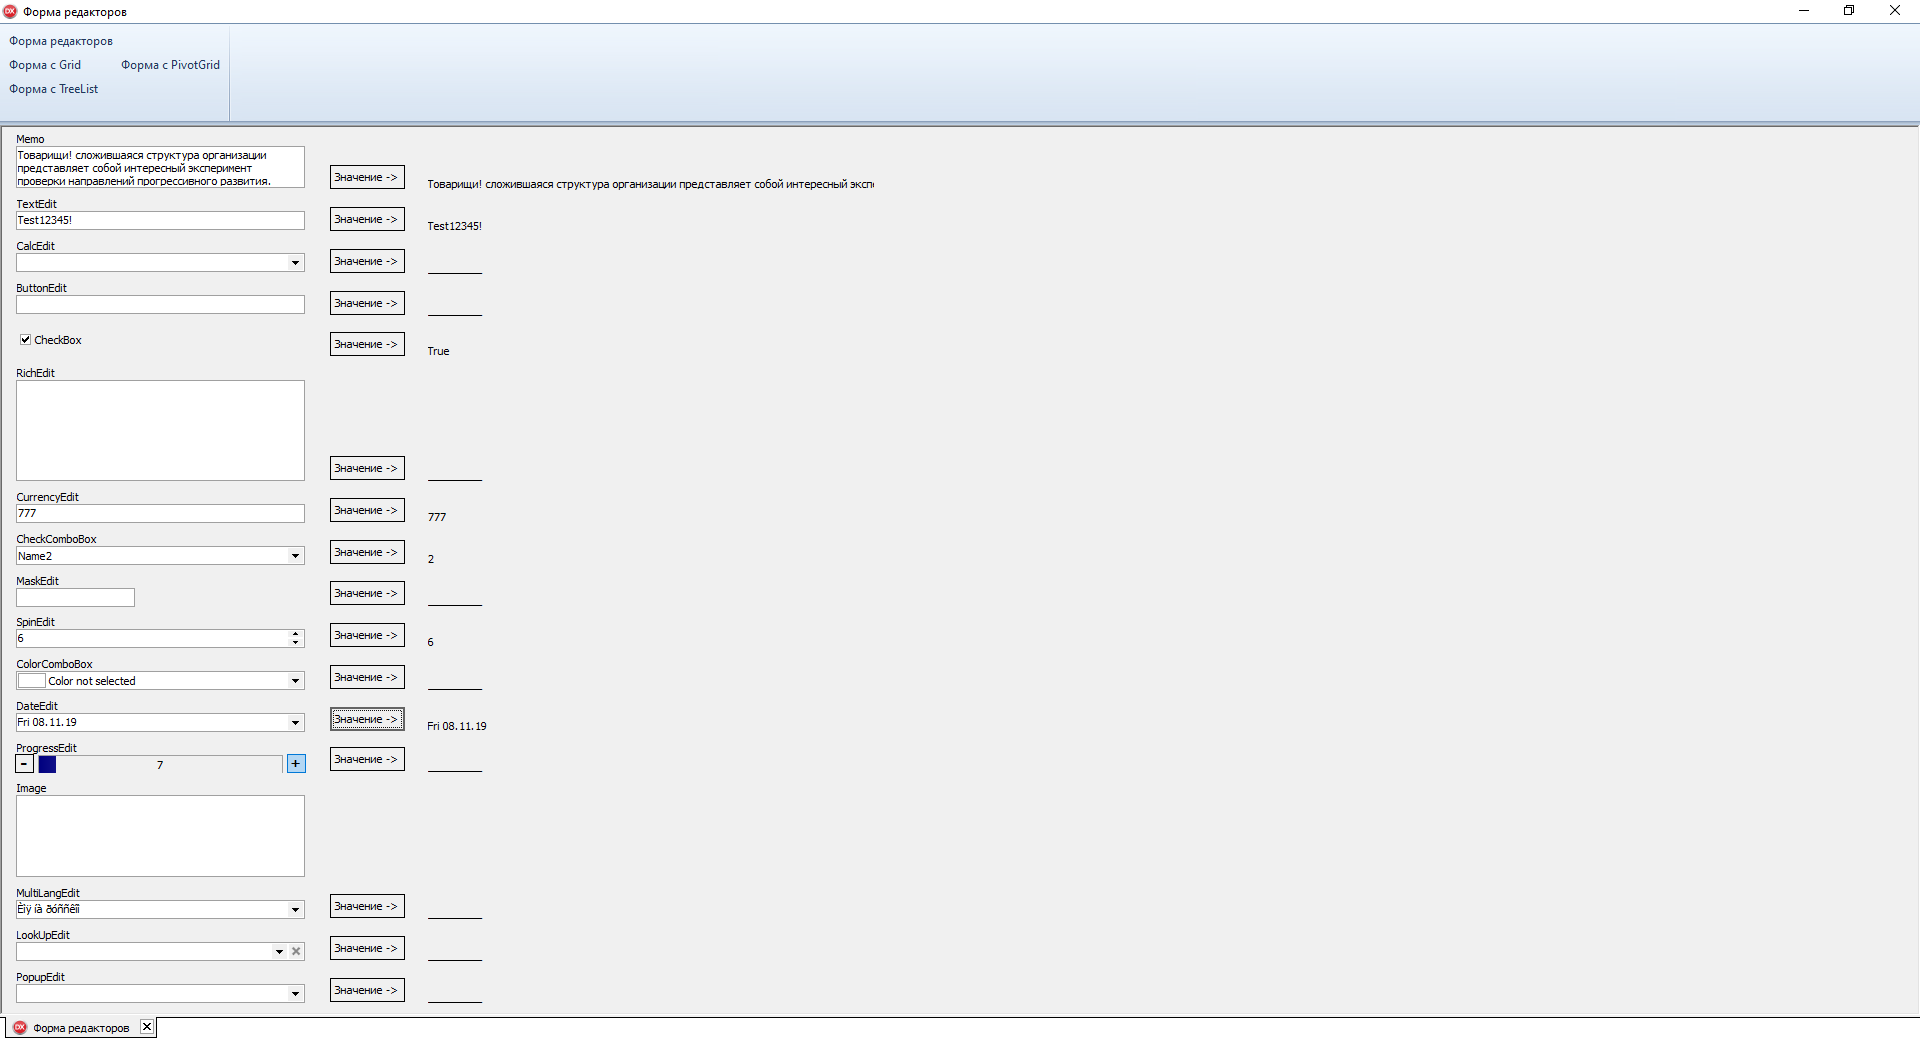 Форма редакторов
Форма редакторов
Форма с Grid Форма с PivotGrid
Форма с TreeList
Memo
Товарищи! сложившаяся структура организации
представляет собой интересный эксперимент
проверки направлений прогрессивного развития.
Значение ->
Товарищи! сложившаяся структура организации представляет собой интересный эксп
TextEdit
Test12345!
Значение ->
Test12345!
CalcEdit
Значение ->
ButtonEdit
Значение ->
CheckBox
Значение ->
True
RichEdit
Значение ->
CurrencyEdit
777
Значение ->
777
CheckComboBox
Name2
Значение ->
2
MaskEdit
Значение ->
SpinEdit
6
Значение ->
6
ColorComboBox
Color not selected
Значение ->
DateEdit
Fri 08.11.19
Значение ->
Fri 08.11.19
ProgressEdit
- 7 +
Значение ->
Image
MultiLangEdit
Èìÿ íà ðóññêîì
Значение ->
LookUpEdit
Значение ->
PopupEdit
Значение ->
Форма редакторов